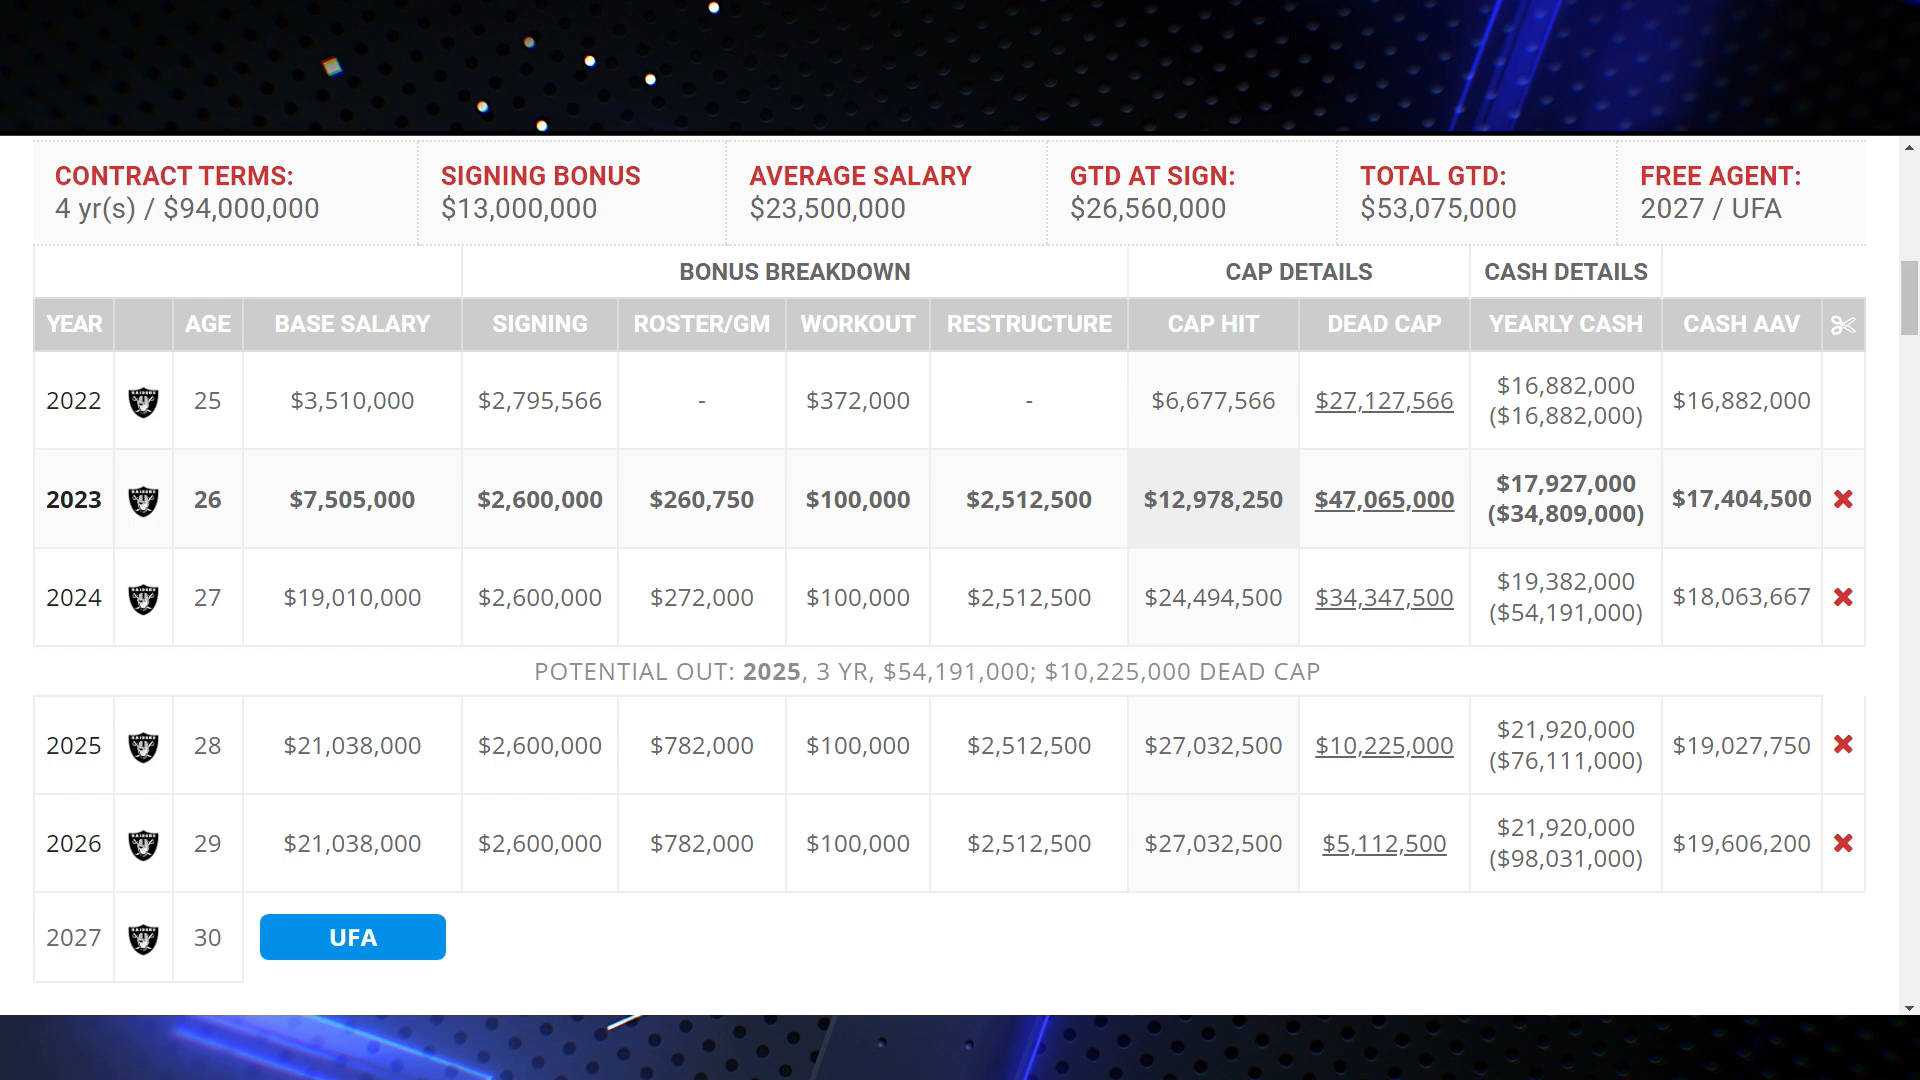 CONTRACT TERMS: SIGNING BONUS AVERAGE SALARY GTD AT SIGN: TOTAL GTD: FREE AGENT:
4 yr(s) / $94,000,000 $13,000,000 $23,500,000 $26,560,000 $53,075,000 2027 / UFA
BONUS BREAKDOWN CAP DETAILS CASH DETAILS
YEAR AGE BASE SALARY SIGNING ROSTER/GM WORKOUT RESTRUCTURE CAP HIT DEAD CAP YEARLY CASH CASH AAV
2022 RAIDERS 25 $3,510,000 $2,795,566 - $372,000 - $6,677,566 $27,127,566 $16,882,000 ($16,882,000) $16,882,000
2023 RAIDERS 26 $7,505,000 $2,600,000 $260,750 $100,000 $2,512,500 $12,978,250 $47,065,000 $17,927,000 ($34,809,000) $17,404,500
2024 RAIDERS 27 $19,010,000 $2,600,000 $272,000 $100,000 $2,512,500 $24,494,500 $34,347,500 $19,382,000 ($54,191,000) $18,063,667
POTENTIAL OUT: 2025, 3 YR, $54,191,000; $10,225,000 DEAD CAP
2025 RAIDERS 28 $21,038,000 $2,600,000 $782,000 $100,000 $2,512,500 $27,032,500 $10,225,000 $21,920,000 ($76,111,000) $19,027,750
2026 RAIDERS 29 $21,038,000 $2,600,000 $782,000 $100,000 $2,512,500 $27,032,500 $5,112,500 $21,920,000 ($98,031,000) $19,606,200
2027 RAIDERS 30 UFA